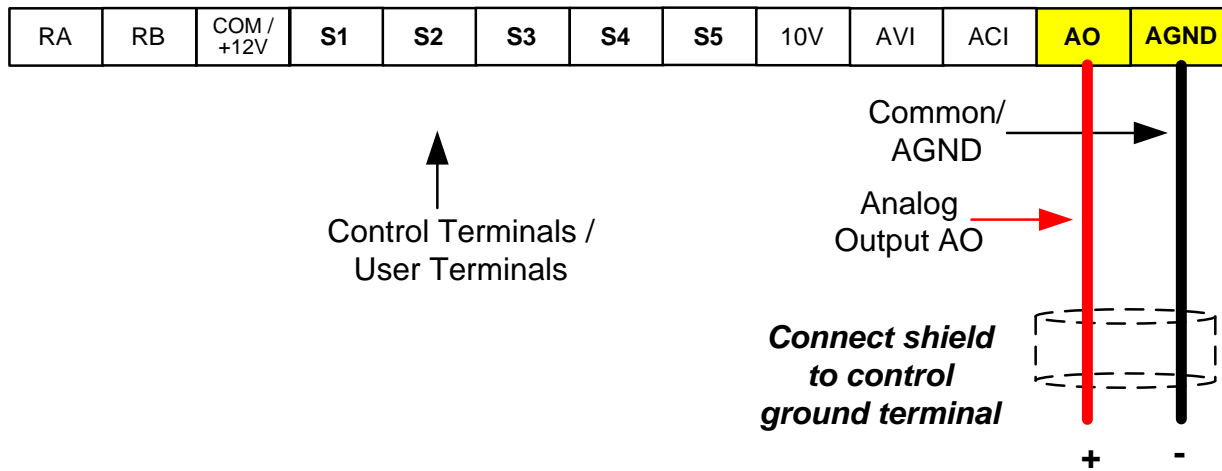 RA RB COM / +12V S1 S2 S3 S4 S5 10V AVI ACI AO AGND
Common/
AGND
Control Terminals /
User Terminals
Analog
Output AO
Connect shield
to control
ground terminal
+ -